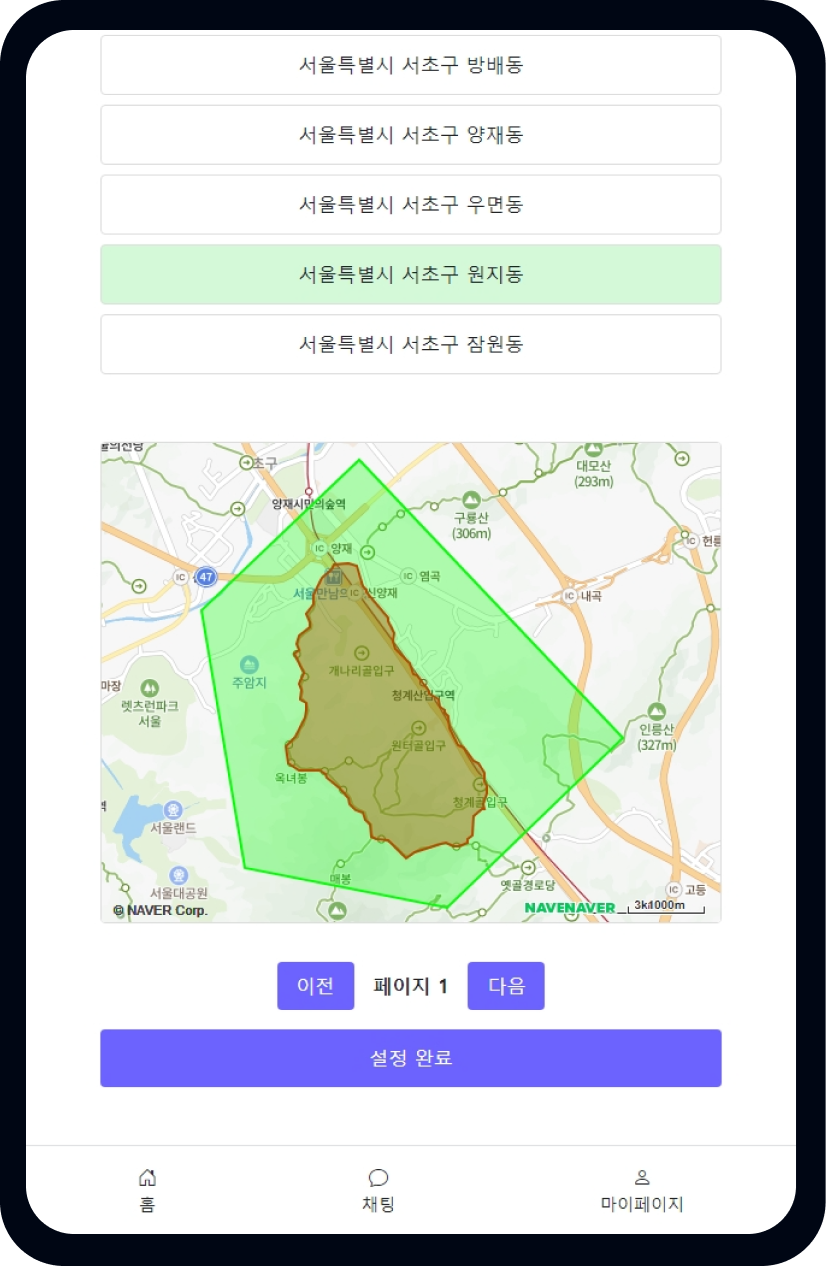 서울특별시 서초구 방배동
서울특별시 서초구 양재동
서울특별시 서초구 우면동
서울특별시 서초구 원지동
서울특별시 서초구 잠원동
초구
대모산
(293m)
양재시민의숲역
구룡산
(306m)
IC 양재
IC 헌릉
IC
47
IC 염곡
서울만남의
IC 신양재
IC 내곡
개나리골입구
주암지
마장
렛츠런파크
서울
청계산입구역
인릉산
(327m)
원터골입구
옥녀봉
청계골입구
서울랜드
매봉
옛골경로당
서울대공원
IC 고등
© NAVER Corp.
NAVENAVER
1000m
이전
페이지 1
다음
설정 완료
홈
채팅
마이페이지